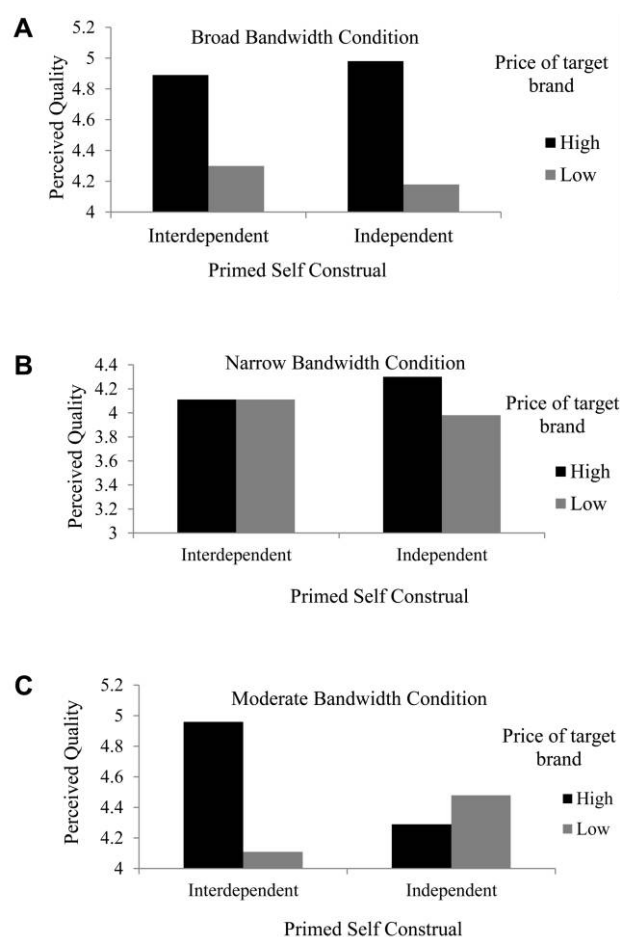 A
Broad Bandwidth Condition
Price of target
brand
High
Low
Perceived Quality
5.2
5
4.8
4.6
4.4
4.2
4
Interdependent
Independent
Primed Self Construal
B
Narrow Bandwidth Condition
Price of target
brand
High
Low
Perceived Quality
4.4
4.2
4
3.8
3.6
3.4
3.2
3
Interdependent
Independent
Primed Self Construal
C
Moderate Bandwidth Condition
Price of target
brand
High
Low
Perceived Quality
5.2
5
4.8
4.6
4.4
4.2
4
Interdependent
Independent
Primed Self Construal